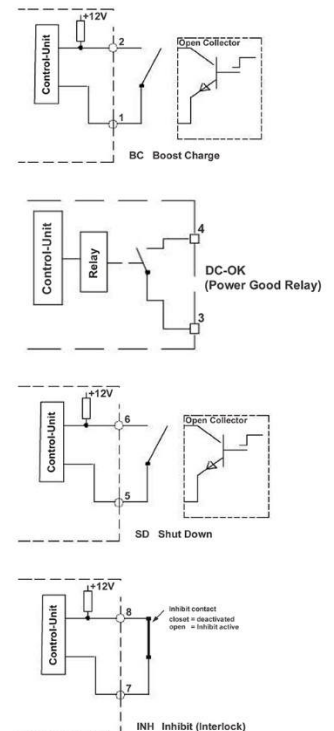 +12V
Control-Unit
2
1
Open Collector
BC Boost Charge
Control-Unit
Relay
4
3
DC-OK
(Power Good Relay)
+12V
Control-Unit
6
5
Open Collector
SD Shut Down
+12V
Control-Unit
8
7
Inhibit contact
closet = deactivated
open = Inhibit active
INH Inhibit (Interlock)